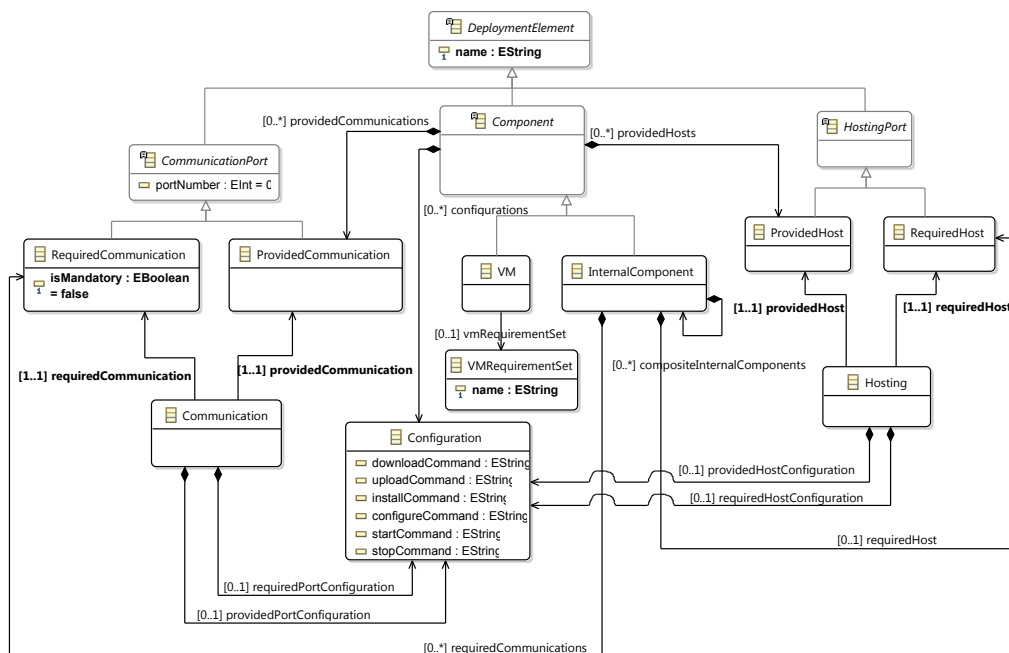 DeploymentElement
name : EString
[0..*] providedCommunications
Component
[0..*] providedHosts
HostingPort
CommunicationPort
portNumber : EInt = 0
[0..*] configurations
RequiredCommunication
isMandatory : EBoolean
= false
ProvidedCommunication
VM
InternalComponent
ProvidedHost
RequiredHost
[1..1] providedHost
[1..1] requiredHost
[0..1] vmRequirementSet
VMRequirementSet
name : EString
[0..*] compositeInternalComponents
[1..1] requiredCommunication
[1..1] providedCommunication
Hosting
Communication
Configuration
downloadCommand : EString
uploadCommand : EString
installCommand : EString
configureCommand : EString
startCommand : EString
stopCommand : EString
[0..1] providedHostConfiguration
[0..1] requiredHostConfiguration
[0..1] requiredHost
[0..1] requiredPortConfiguration
[0..1] providedPortConfiguration
[0..*] requiredCommunications